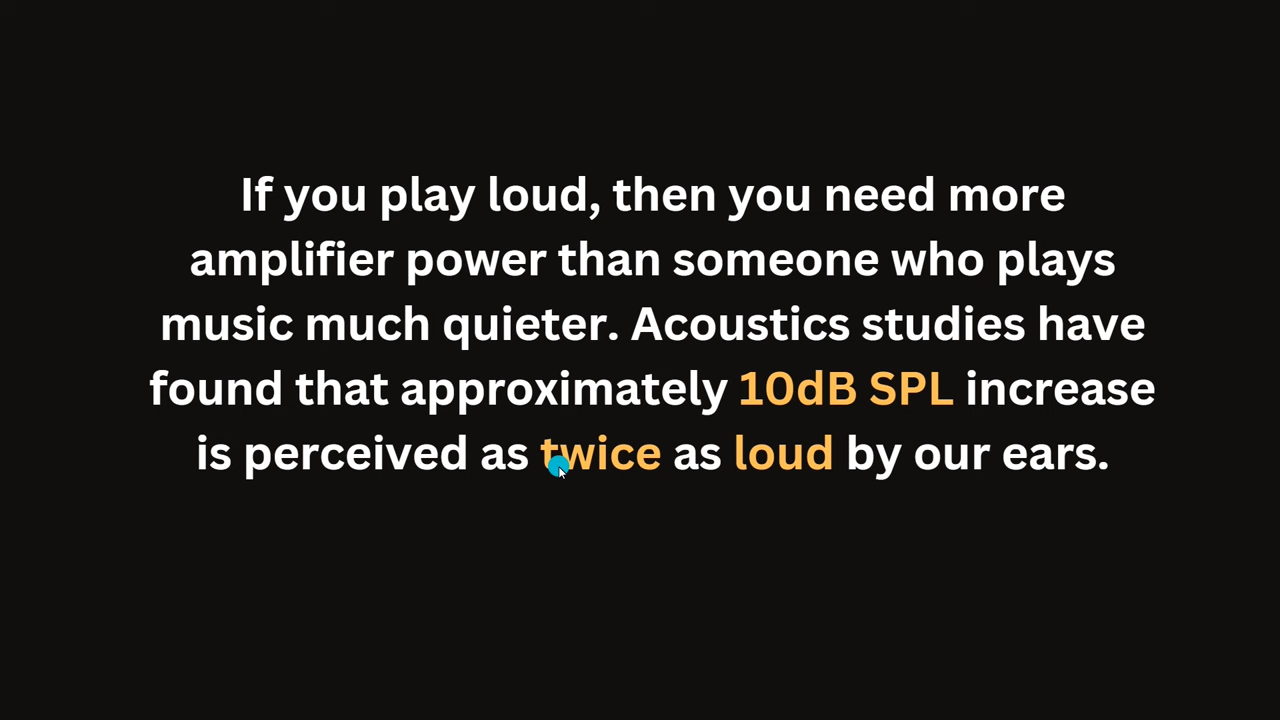 If you play loud, then you need more
amplifier power than someone who plays
music much quieter. Acoustics studies have
found that approximately 10dB SPL increase
is perceived as twice as loud by our ears.